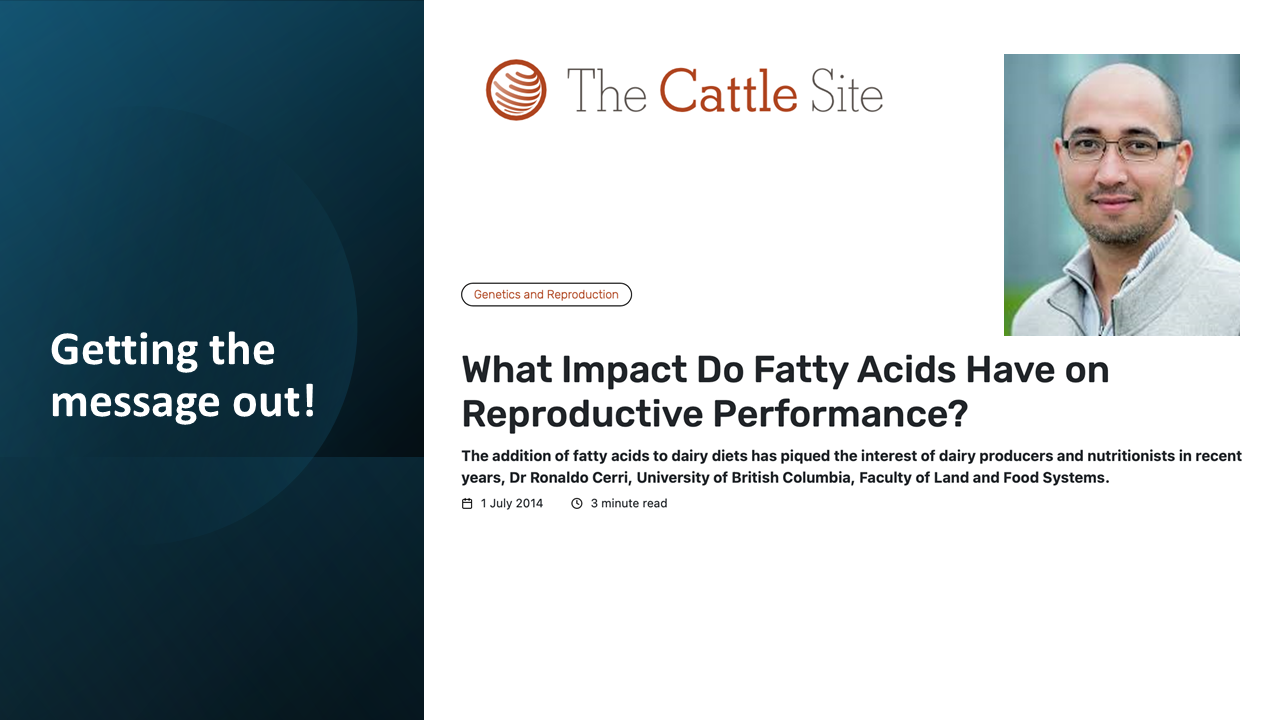 Getting the
message out!
The Cattle Site
Genetics and Reproduction
What Impact Do Fatty Acids Have on
Reproductive Performance?
The addition of fatty acids to dairy diets has piqued the interest of dairy producers and nutritionists in recent
years, Dr Ronaldo Cerri, University of British Columbia, Faculty of Land and Food Systems.
1 July 2014 3 minute read